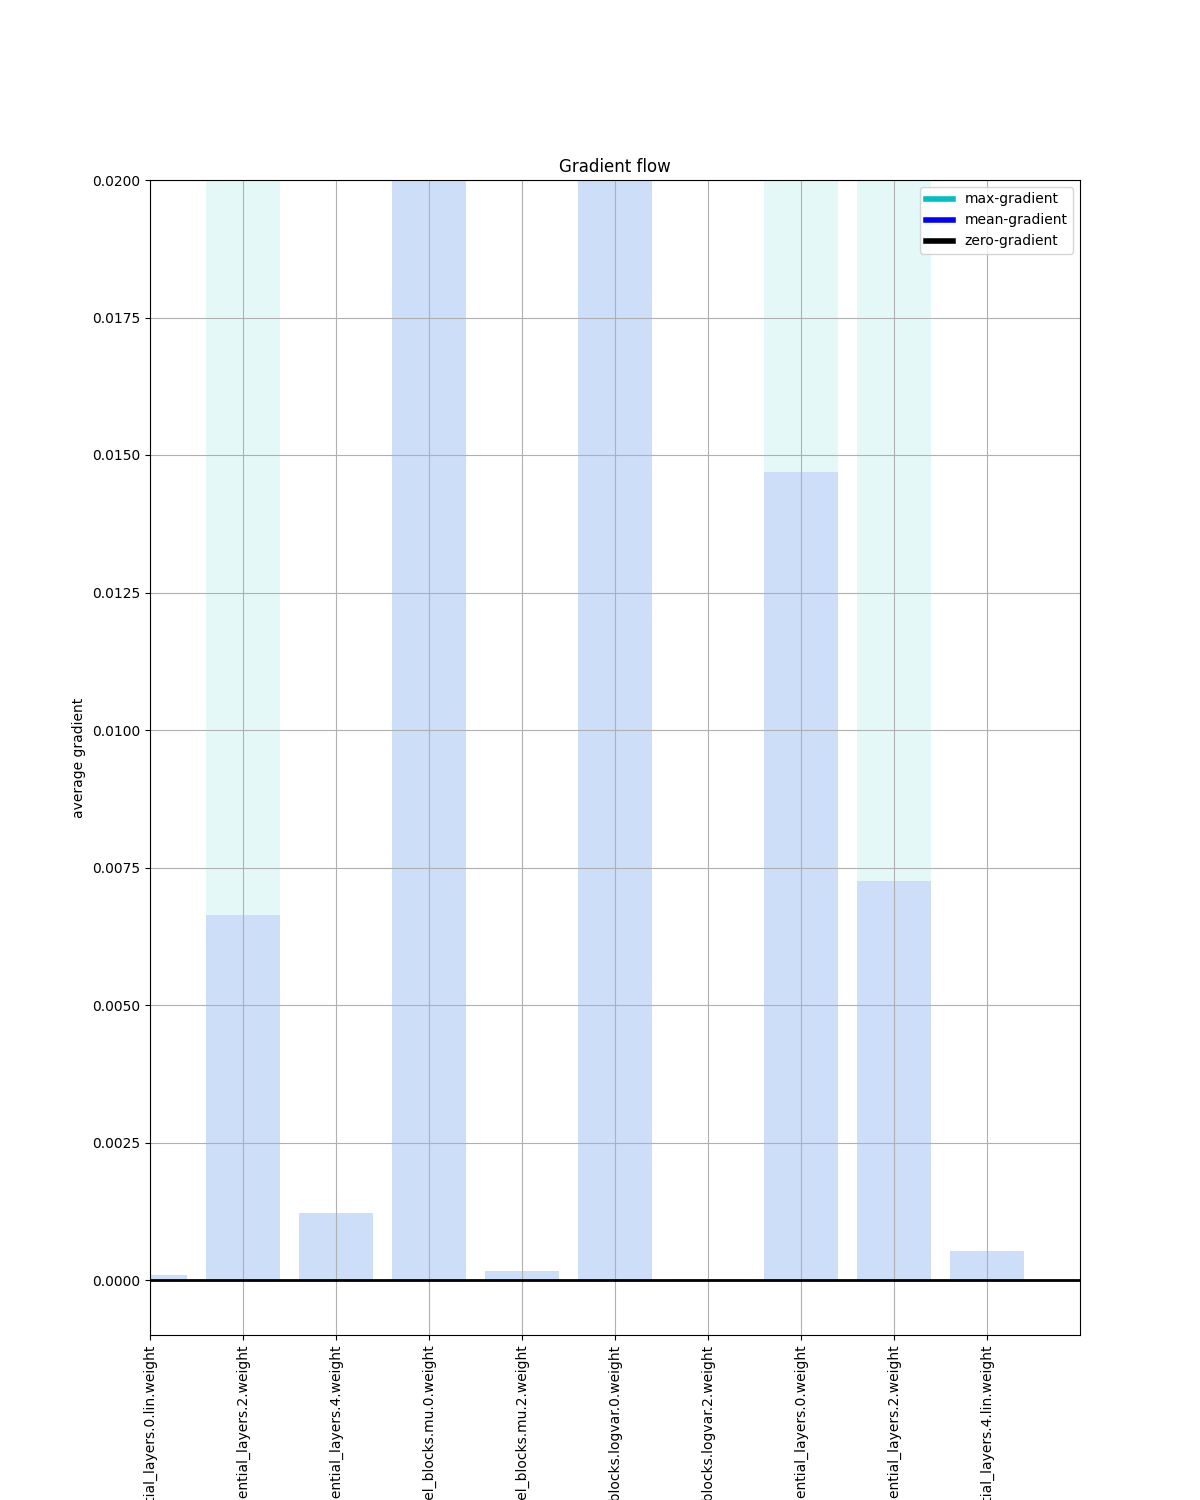 Gradient flow
max-gradient
mean-gradient
zero-gradient
0.0200
0.0175
0.0150
0.0125
0.0100
0.0075
0.0050
0.0025
0.0000
average gradient
tial_layers.0.lin.weight
ential_layers.2.weight
ential_layers.4.weight
el_blocks.mu.0.weight
el_blocks.mu.2.weight
blocks.logvar.0.weight
blocks.logvar.2.weight
ential_layers.0.weight
ential_layers.2.weight
tial_layers.4.lin.weight